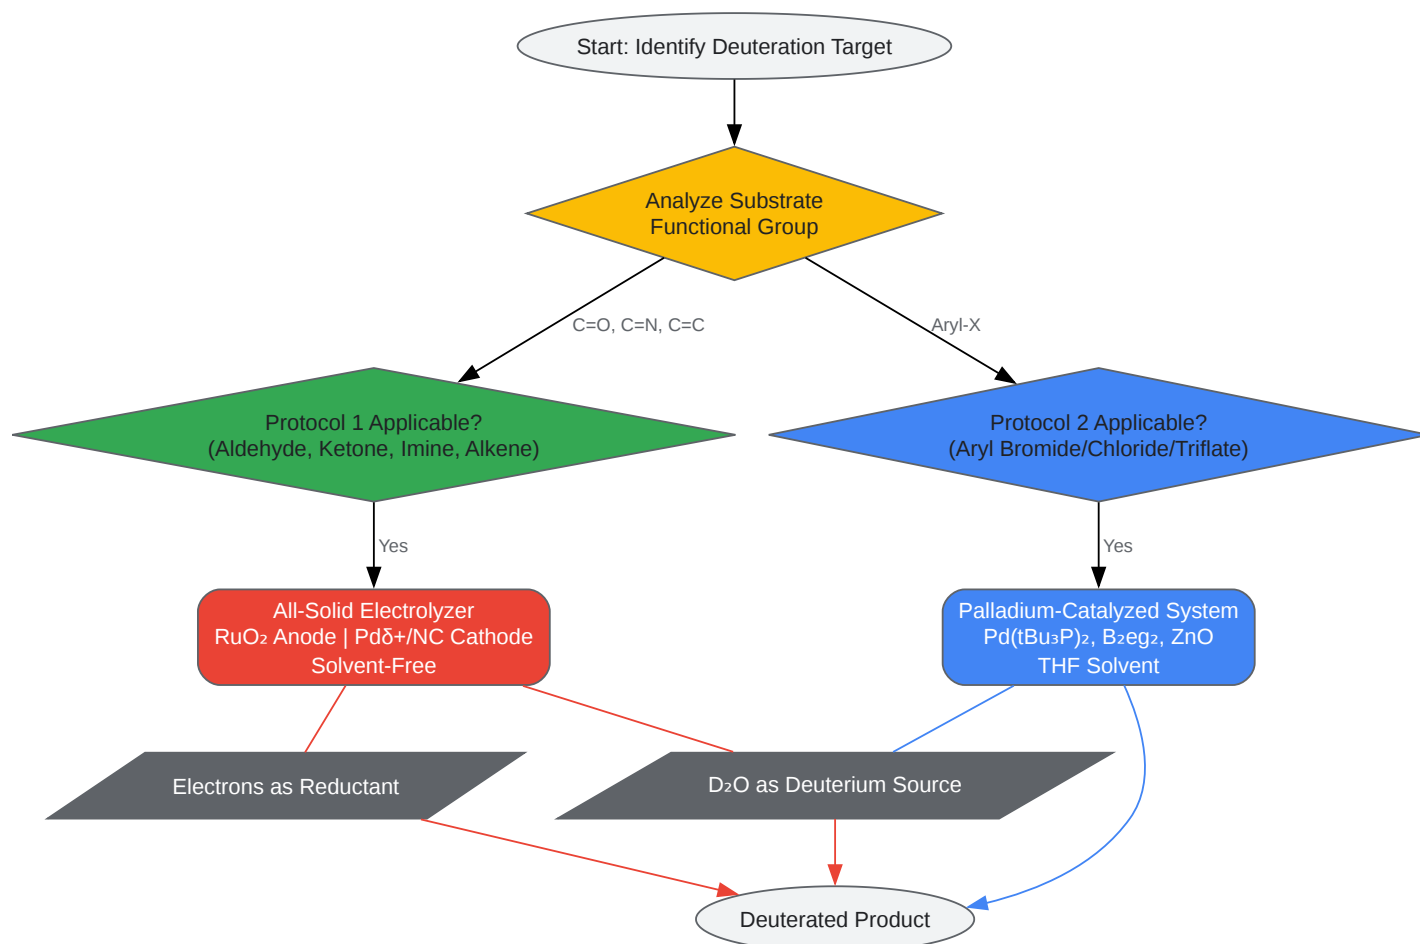 Start: Identify Deuteration Target
Analyze Substrate
Functional Group
C=O, C=N, C=C
Aryl-X
Protocol 1 Applicable?
(Aldehyde, Ketone, Imine, Alkene)
Protocol 2 Applicable?
(Aryl Bromide/Chloride/Triflate)
Yes
Yes
All-Solid Electrolyzer
RuO₂ Anode | Pdδ+/NC Cathode
Solvent-Free
Palladium-Catalyzed System
Pd(tBu₃P)₂, B₂eg₂, ZnO
THF Solvent
Electrons as Reductant
D₂O as Deuterium Source
Deuterated Product